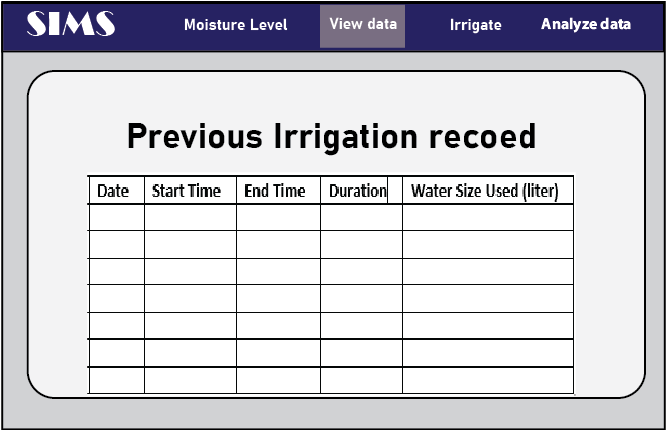 SIMS Moisture Level View data Irrigate Analyze data
Previous Irrigation recoed
Date Start Time End Time Duration Water Size Used (liter)